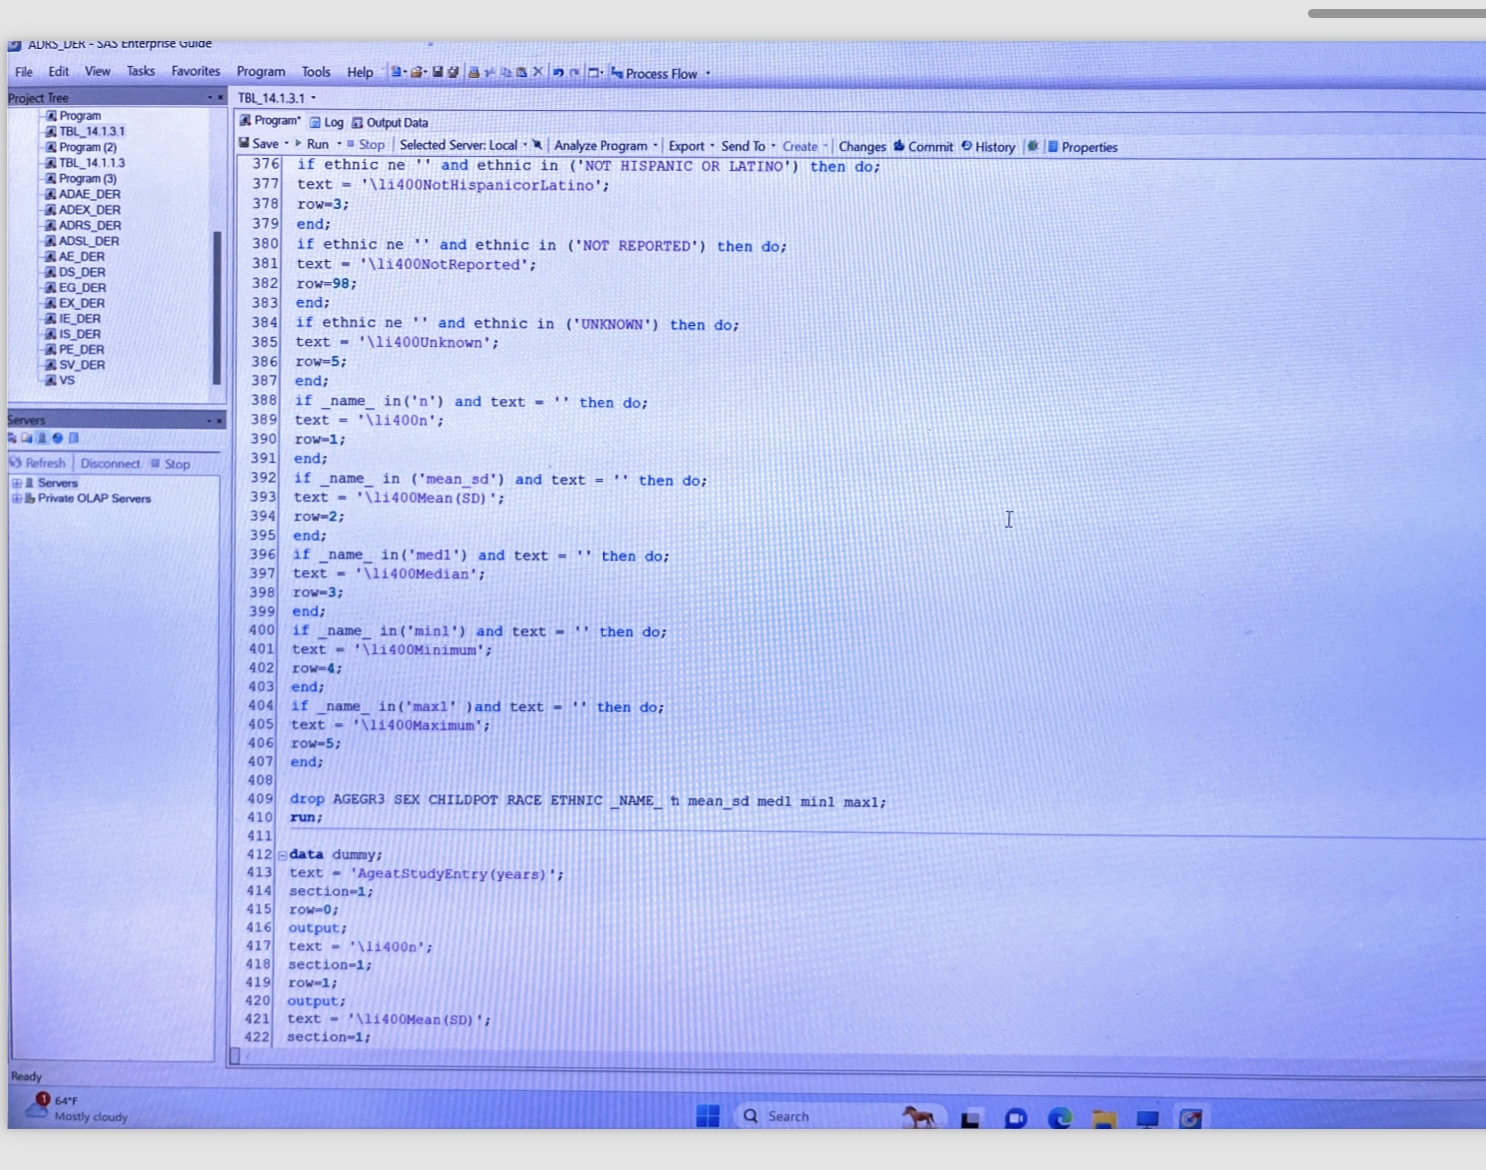 ADRS_DER - SAS Enterprise Guide
File Edit View Tasks Favorites Program Tools Help Process Flow
Project Tree
Program
TBL_14.1.3.1
Program (2)
TBL_14.1.1.3
Program (3)
ADAE_DER
ADEX_DER
ADRS_DER
ADSL_DER
AE_DER
DS_DER
EG_DER
EX_DER
IE_DER
IS_DER
PE_DER
SV_DER
VS
Servers
Refresh Disconnect Stop
Servers
Private OLAP Servers
TBL_14.1.3.1
Program* Log Output Data
Save Run Stop Selected Server: Local Analyze Program Export Send To Create Changes Commit History Properties
376 if ethnic ne '' and ethnic in ('NOT HISPANIC OR LATINO') then do;
377 text = '\li400NotHispanicorLatino';
378 row=3;
379 end;
380 if ethnic ne '' and ethnic in ('NOT REPORTED') then do;
381 text = '\li400NotReported';
382 row=98;
383 end;
384 if ethnic ne '' and ethnic in ('UNKNOWN') then do;
385 text = '\li400Unknown';
386 row=5;
387 end;
388 if _name_ in('n') and text = '' then do;
389 text = '\li400n';
390 row=1;
391 end;
392 if _name_ in ('mean_sd') and text = '' then do;
393 text = '\li400Mean(SD)';
394 row=2;
395 end;
396 if _name_ in('med1') and text = '' then do;
397 text = '\li400Median';
398 row=3;
399 end;
400 if _name_ in('min1') and text = '' then do;
401 text = '\li400Minimum';
402 row=4;
403 end;
404 if _name_ in('max1' )and text = '' then do;
405 text = '\li400Maximum';
406 row=5;
407 end;
408
409 drop AGEGR3 SEX CHILDPOT RACE ETHNIC _NAME_ n mean_sd med1 min1 max1;
410 run;
411
412 data dummy;
413 text = 'AgeatStudyEntry(years)';
414 section=1;
415 row=0;
416 output;
417 text = '\li400n';
418 section=1;
419 row=1;
420 output;
421 text = '\li400Mean(SD)';
422 section=1;
Ready
1
64°F
Mostly cloudy
Search